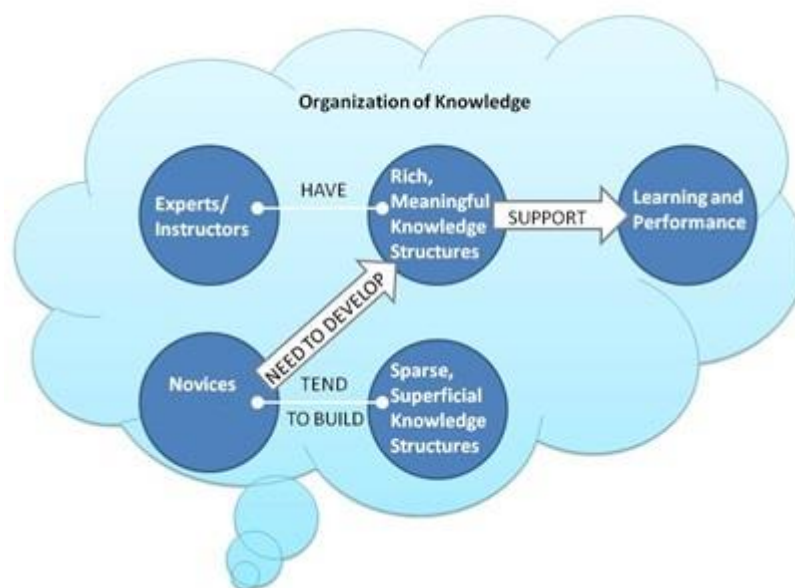 Organization of Knowledge
Experts/
Instructors
HAVE
Rich,
Meaningful
Knowledge
Structures
SUPPORT
Learning and
Performance
NEED TO DEVELOP
Novices
TEND
TO BUILD
Sparse,
Superficial
Knowledge
Structures